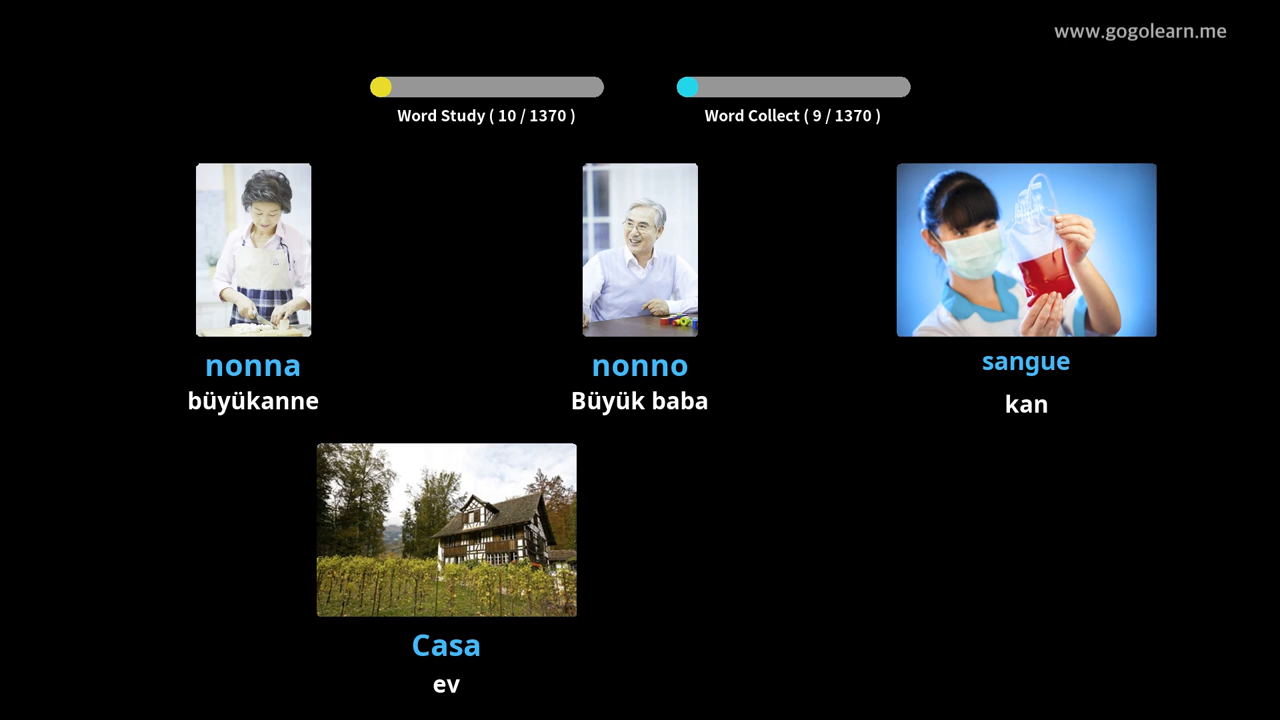 www.gogolearn.me
Word Study ( 10 / 1370 )
Word Collect ( 9 / 1370 )
nonna
büyükanne
nonno
Büyük baba
sangue
kan
Casa
ev